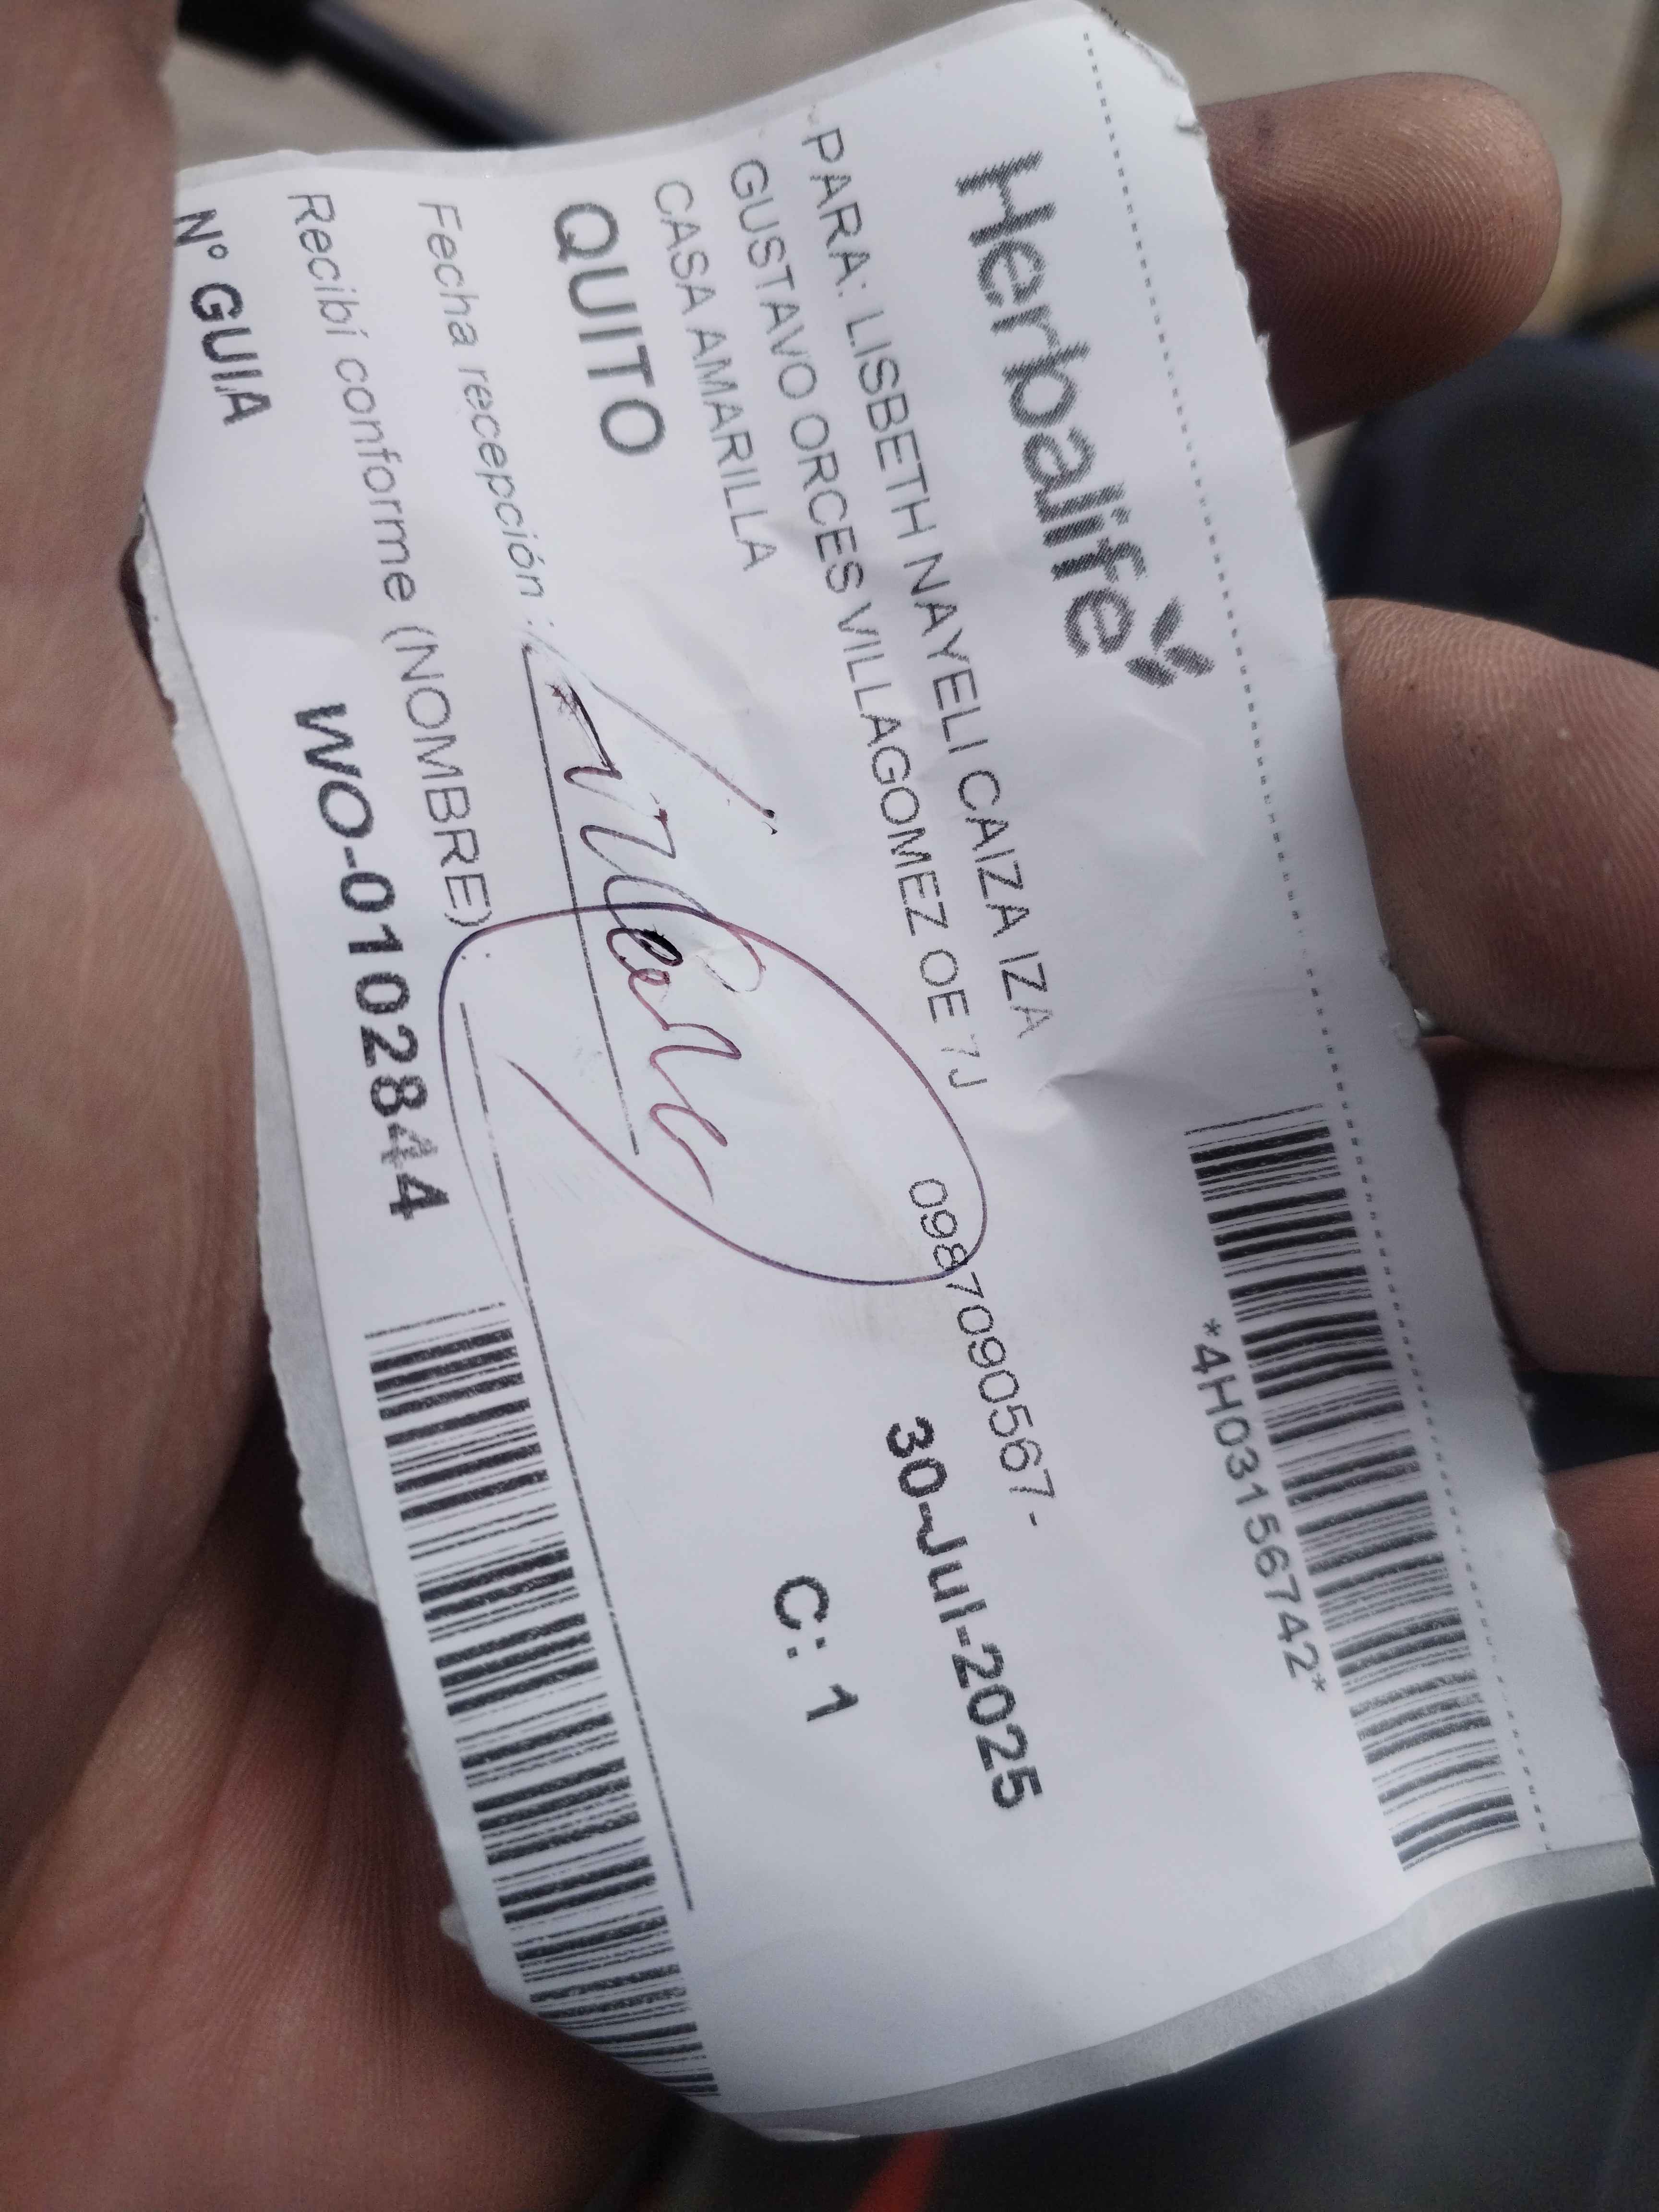 Herbalife
*4H03156742*
PARA: LISBETH NAYELI CAIZA IZA
0987090567-
GUSTAVO ORCES VILLAGOMEZ OE 7J
30-Jul-2025
CASA AMARILLA
C: 1
QUITO
Fecha recepción :
Recibí conforme (NOMBRE) :
N° GUIA WO-01028444